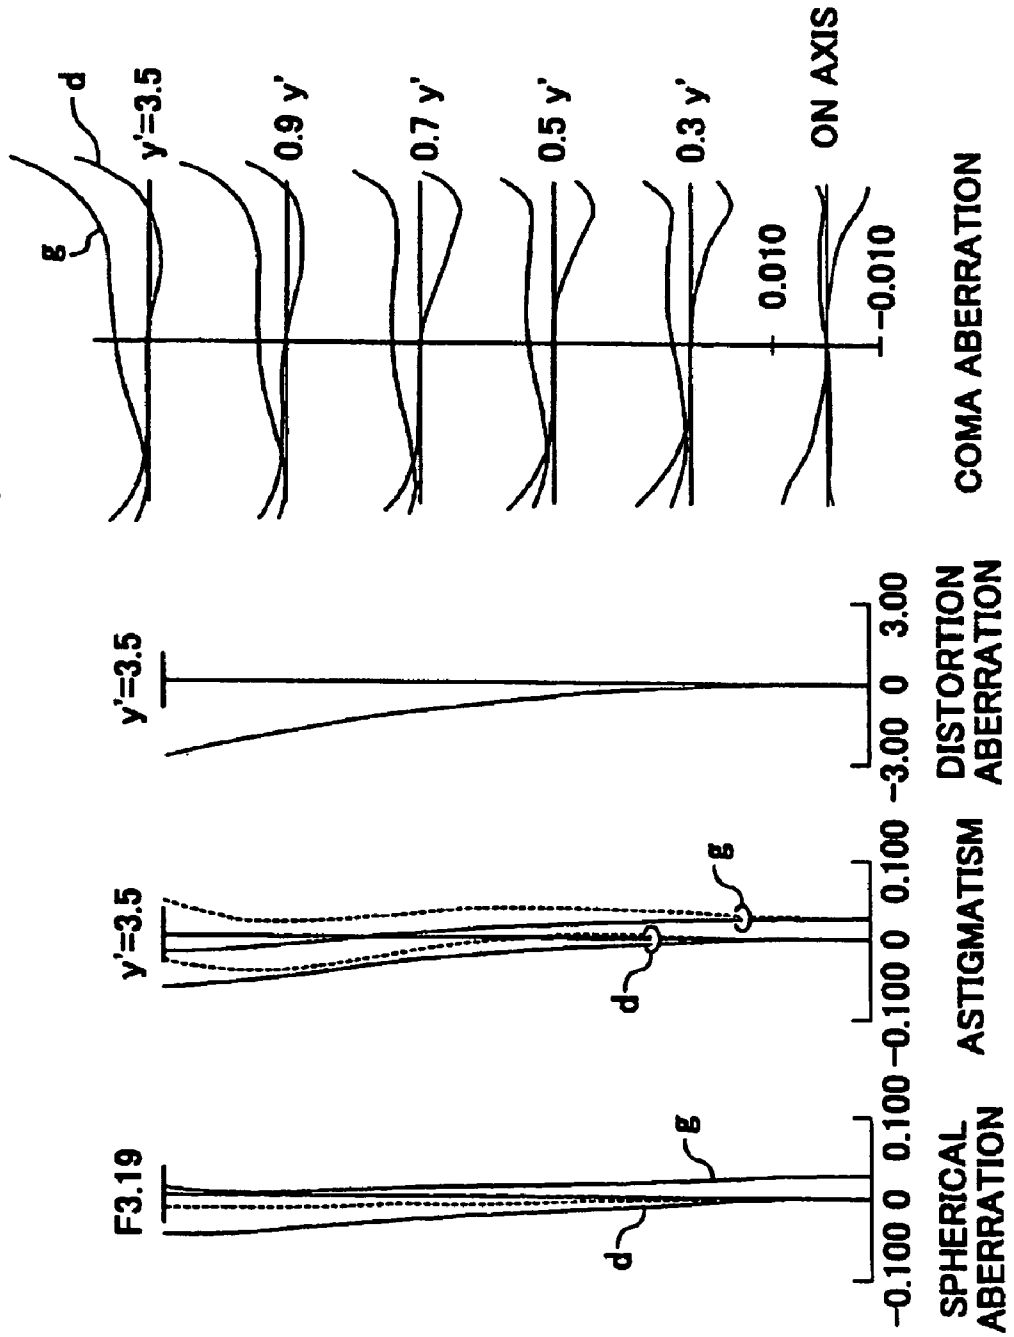 F3.19
g
d
-0.100 0 0.100
SPHERICAL
ABERRATION
y'=3.5
g
d
-0.100 0 0.100
ASTIGMATISM
y'=3.5
-3.00 0 3.00
DISTORTION
ABERRATION
g
d
y'=3.5
0.9 y'
0.7 y'
0.5 y'
0.3 y'
0.010
ON AXIS
-0.010
COMA ABERRATION